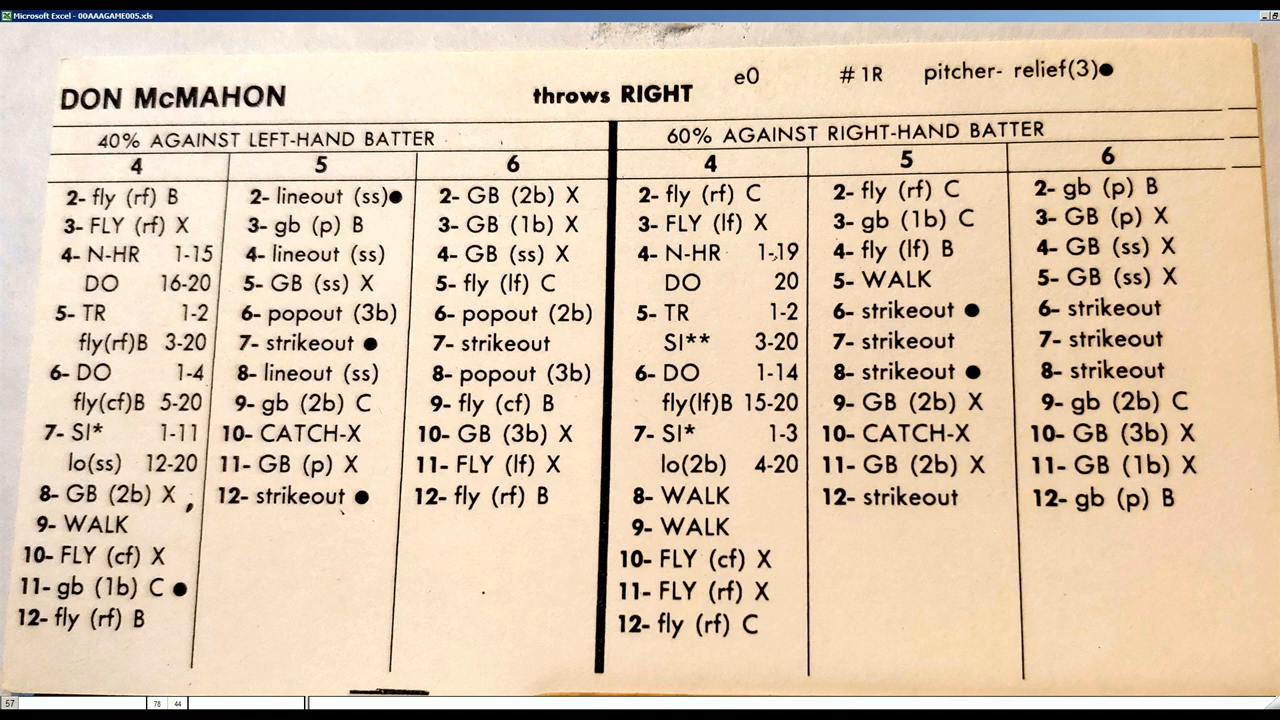 Microsoft Excel - 00AAAGAME005.xls
DON McMAHON
throws RIGHT
e0
#1R
pitcher- relief(3)●
40% AGAINST LEFT-HAND BATTER
4
2- fly (rf) B
3- FLY (rf) X
4- N-HR 1-15
DO 16-20
5- TR 1-2
fly(rf)B 3-20
6- DO 1-4
fly(cf)B 5-20
7- SI* 1-11
lo(ss) 12-20
8- GB (2b) X
9- WALK
10- FLY (cf) X
11- gb (1b) C ●
12- fly (rf) B
5
2- lineout (ss)●
3- gb (p) B
4- lineout (ss)
5- GB (ss) X
6- popout (3b)
7- strikeout ●
8- lineout (ss)
9- gb (2b) C
10- CATCH-X
11- GB (p) X
12- strikeout ●
6
2- GB (2b) X
3- GB (1b) X
4- GB (ss) X
5- fly (lf) C
6- popout (2b)
7- strikeout
8- popout (3b)
9- fly (cf) B
10- GB (3b) X
11- FLY (lf) X
12- fly (rf) B
60% AGAINST RIGHT-HAND BATTER
4
2- fly (rf) C
3- FLY (lf) X
4- N-HR 1-19
DO 20
5- TR 1-2
SI** 3-20
6- DO 1-14
fly(lf)B 15-20
7- SI* 1-3
lo(2b) 4-20
8- WALK
9- WALK
10- FLY (cf) X
11- FLY (rf) X
12- fly (rf) C
5
2- fly (rf) C
3- gb (1b) C
4- fly (lf) B
5- WALK
6- strikeout ●
7- strikeout
8- strikeout ●
9- GB (2b) X
10- CATCH-X
11- GB (2b) X
12- strikeout
6
2- gb (p) B
3- GB (p) X
4- GB (ss) X
5- GB (ss) X
6- strikeout
7- strikeout
8- strikeout
9- gb (2b) C
10- GB (3b) X
11- GB (1b) X
12- gb (p) B
57
78
44